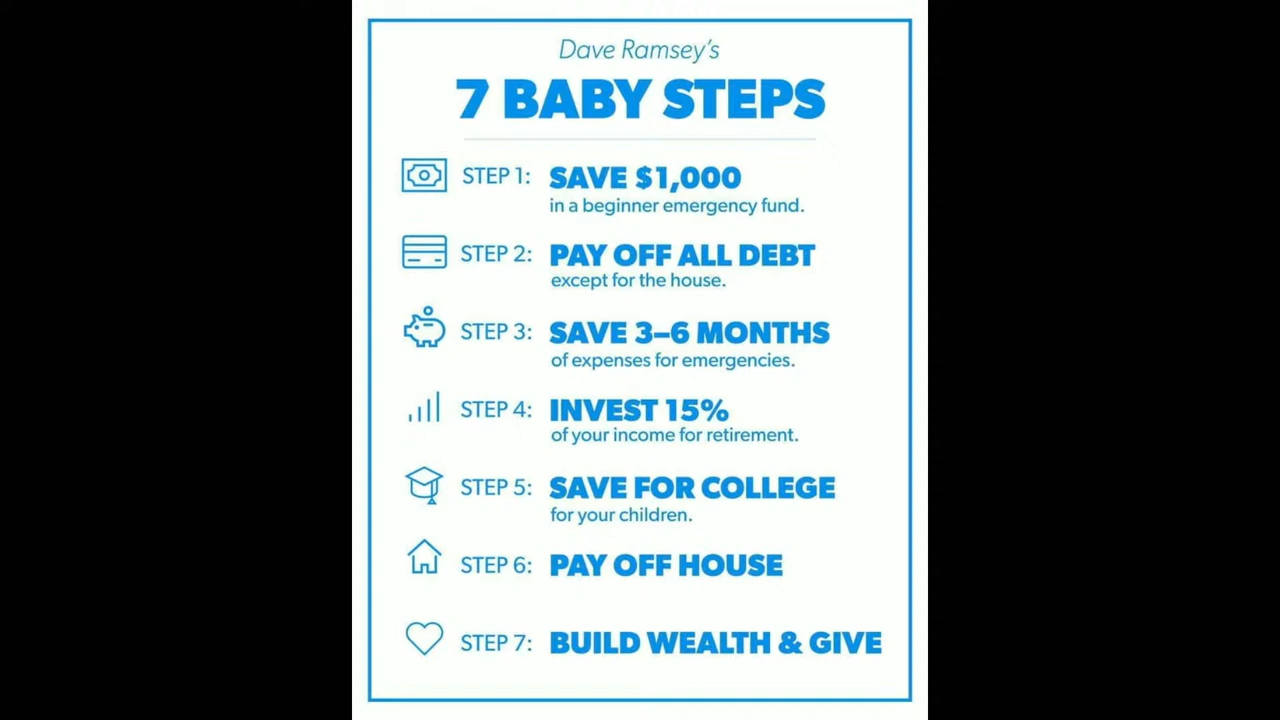 Dave Ramsey's
7 BABY STEPS
STEP 1: SAVE $1,000
in a beginner emergency fund.
STEP 2: PAY OFF ALL DEBT
except for the house.
STEP 3: SAVE 3–6 MONTHS
of expenses for emergencies.
STEP 4: INVEST 15%
of your income for retirement.
STEP 5: SAVE FOR COLLEGE
for your children.
STEP 6: PAY OFF HOUSE
STEP 7: BUILD WEALTH & GIVE